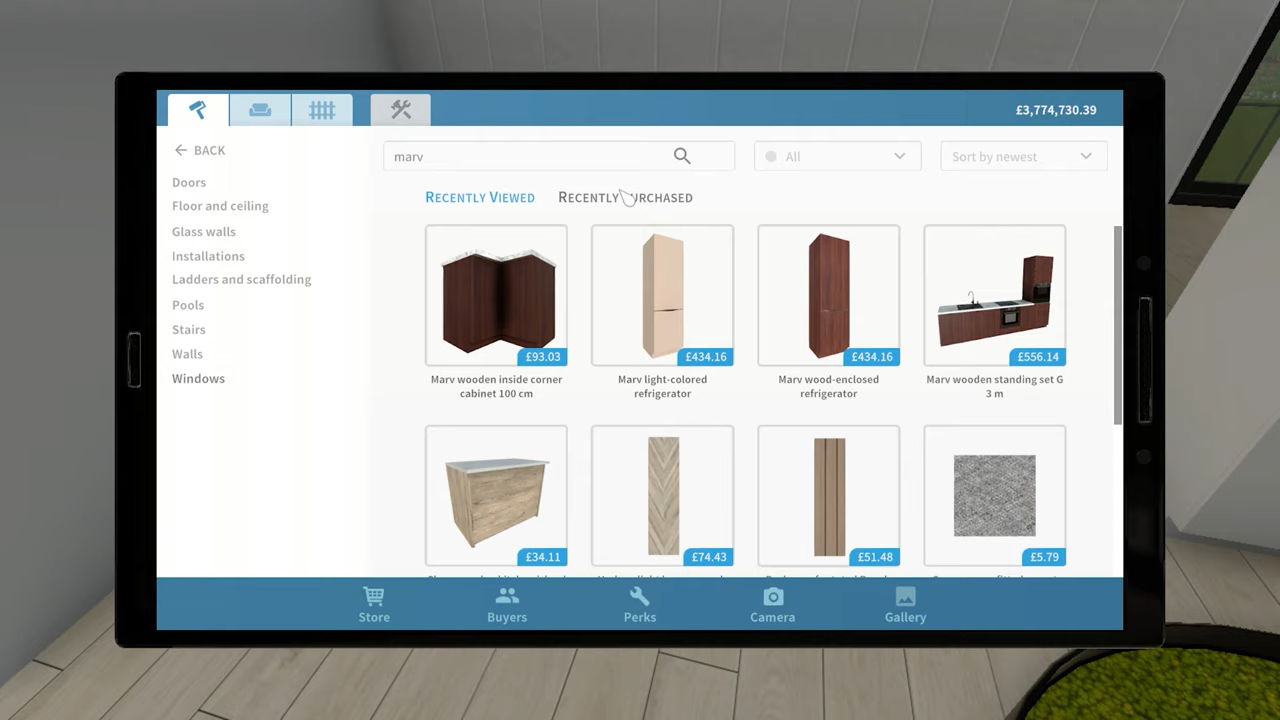 £3,774,730.39
BACK
marv
All
Sort by newest
Doors
Floor and ceiling
Glass walls
Installations
Ladders and scaffolding
Pools
Stairs
Walls
Windows
RECENTLY VIEWED
RECENTLY PURCHASED
£93.03
£434.16
£434.16
£556.14
Marv wooden inside corner
cabinet 100 cm
Marv light-colored
refrigerator
Marv wood-enclosed
refrigerator
Marv wooden standing set G
3 m
£34.11
£74.43
£51.48
£5.79
Store
Buyers
Perks
Camera
Gallery